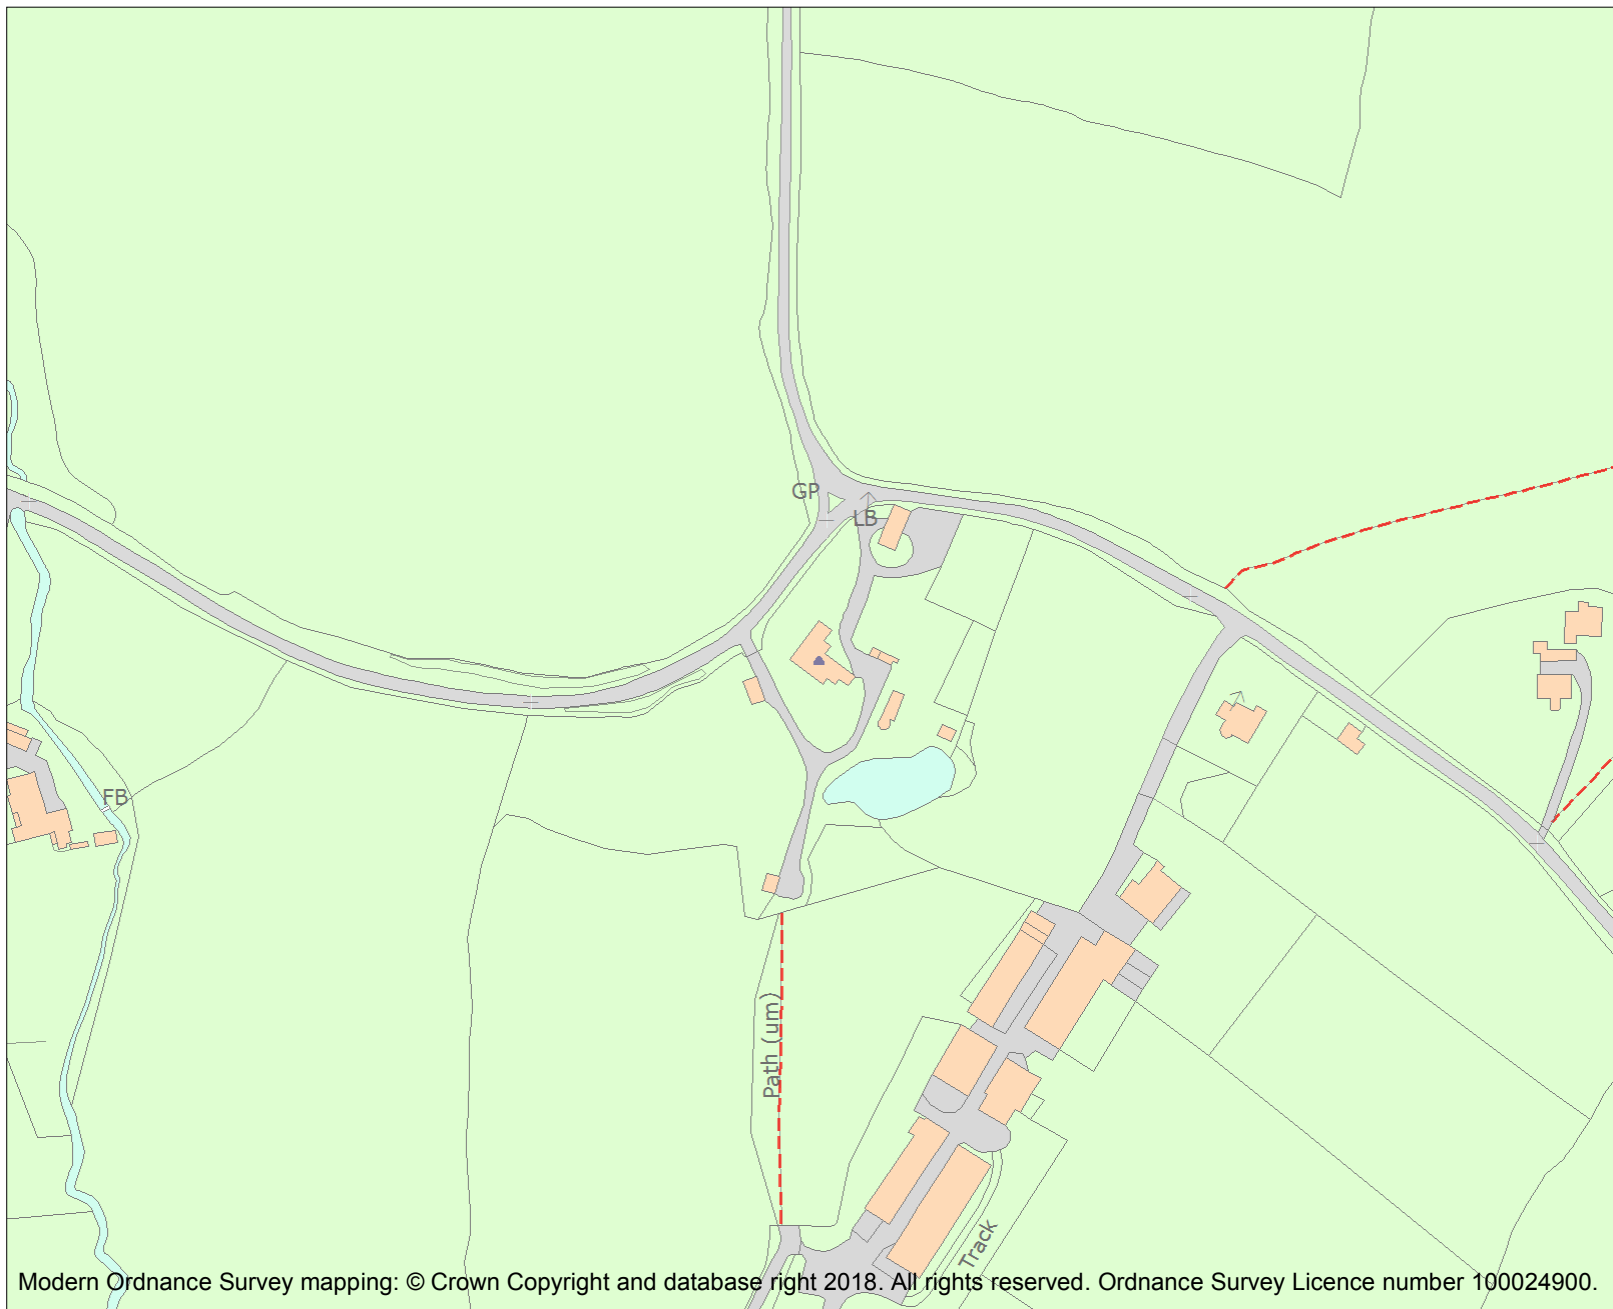 GP
LB
FB
Path (um)
Track
Modern Ordnance Survey mapping: © Crown Copyright and database right 2018. All rights reserved. Ordnance Survey Licence number 100024900.